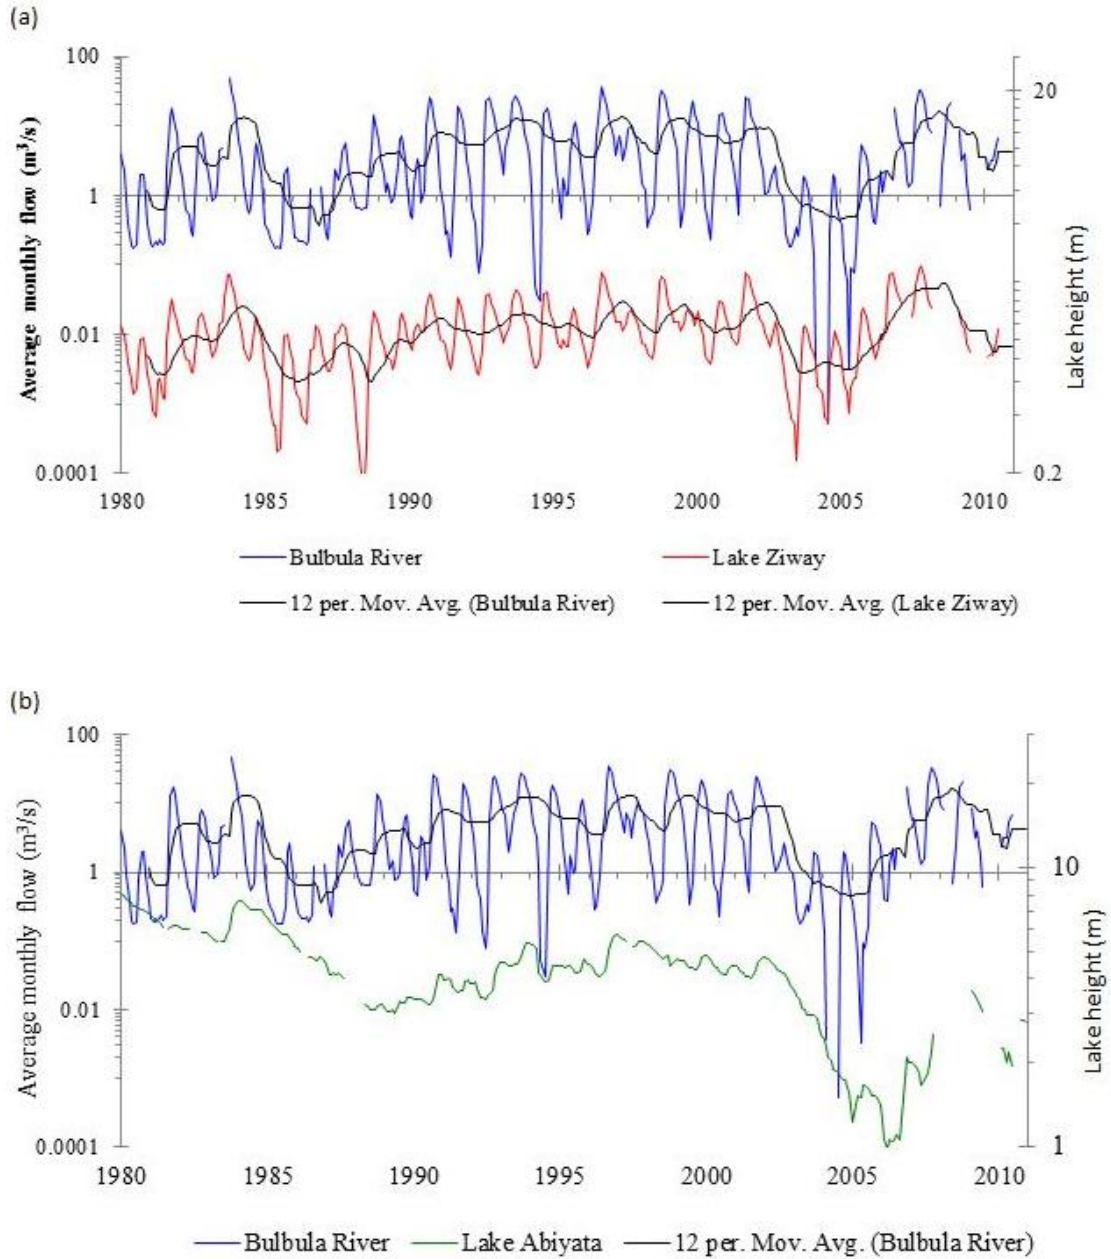 (a)
100
1
0.01
0.0001
Average monthly flow (m³/s)
20
0.2
Lake height (m)
1980 1985 1990 1995 2000 2005 2010
Bulbula River
Lake Ziway
12 per. Mov. Avg. (Bulbula River)
12 per. Mov. Avg. (Lake Ziway)
(b)
100
1
0.01
0.0001
Average monthly flow (m³/s)
10
1
Lake height (m)
1980 1985 1990 1995 2000 2005 2010
Bulbula River Lake Abiyata 12 per. Mov. Avg. (Bulbula River)